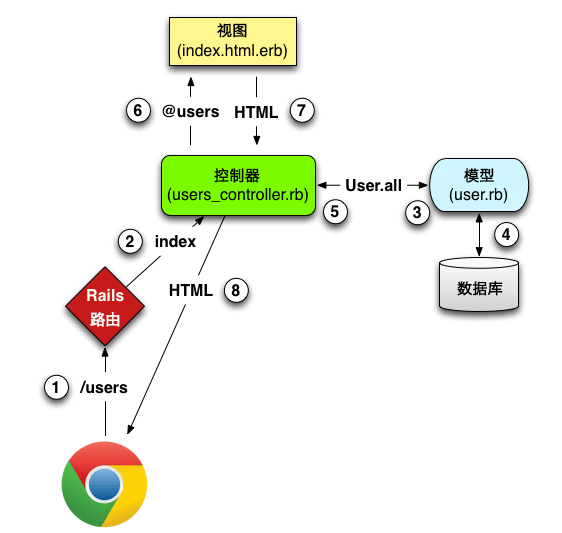 视图
(index.html.erb)
6 @users HTML 7
控制器
(users_controller.rb)
User.all
模型
(user.rb)
5
3
4
2 index
HTML 8
数据库
Rails
路由
1 /users